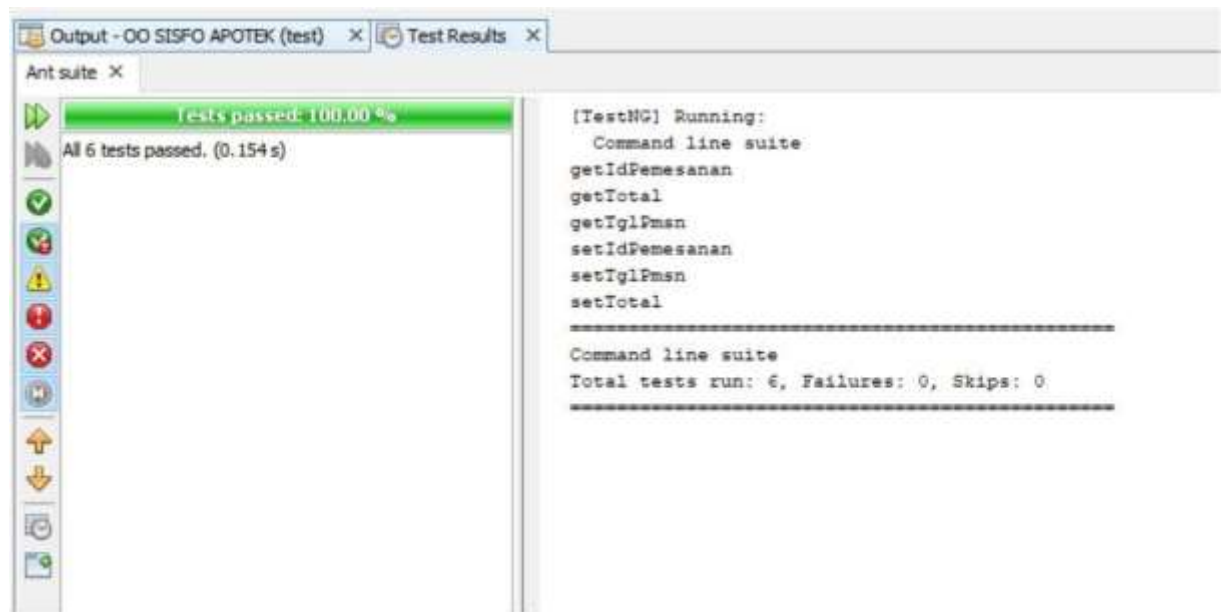 Output - OO SISFO APOTEK (test)
Test Results
Ant suite
Tests passed: 100.00 %
All 6 tests passed. (0.154 s)
[TestNG] Running:
Command line suite
getIdPemesanan
getTotal
getTglPmsn
setIdPemesanan
setTglPmsn
setTotal
===============================================
Command line suite
Total tests run: 6, Failures: 0, Skips: 0
===============================================